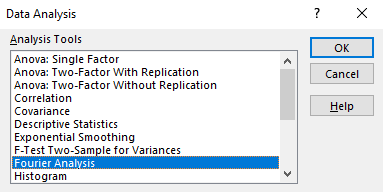 Data Analysis
?
Analysis Tools
OK
Anova: Single Factor
Anova: Two-Factor With Replication
Cancel
Anova: Two-Factor Without Replication
Correlation
Covariance
Help
Descriptive Statistics
Exponential Smoothing
F-Test Two-Sample for Variances
Fourier Analysis
Histogram